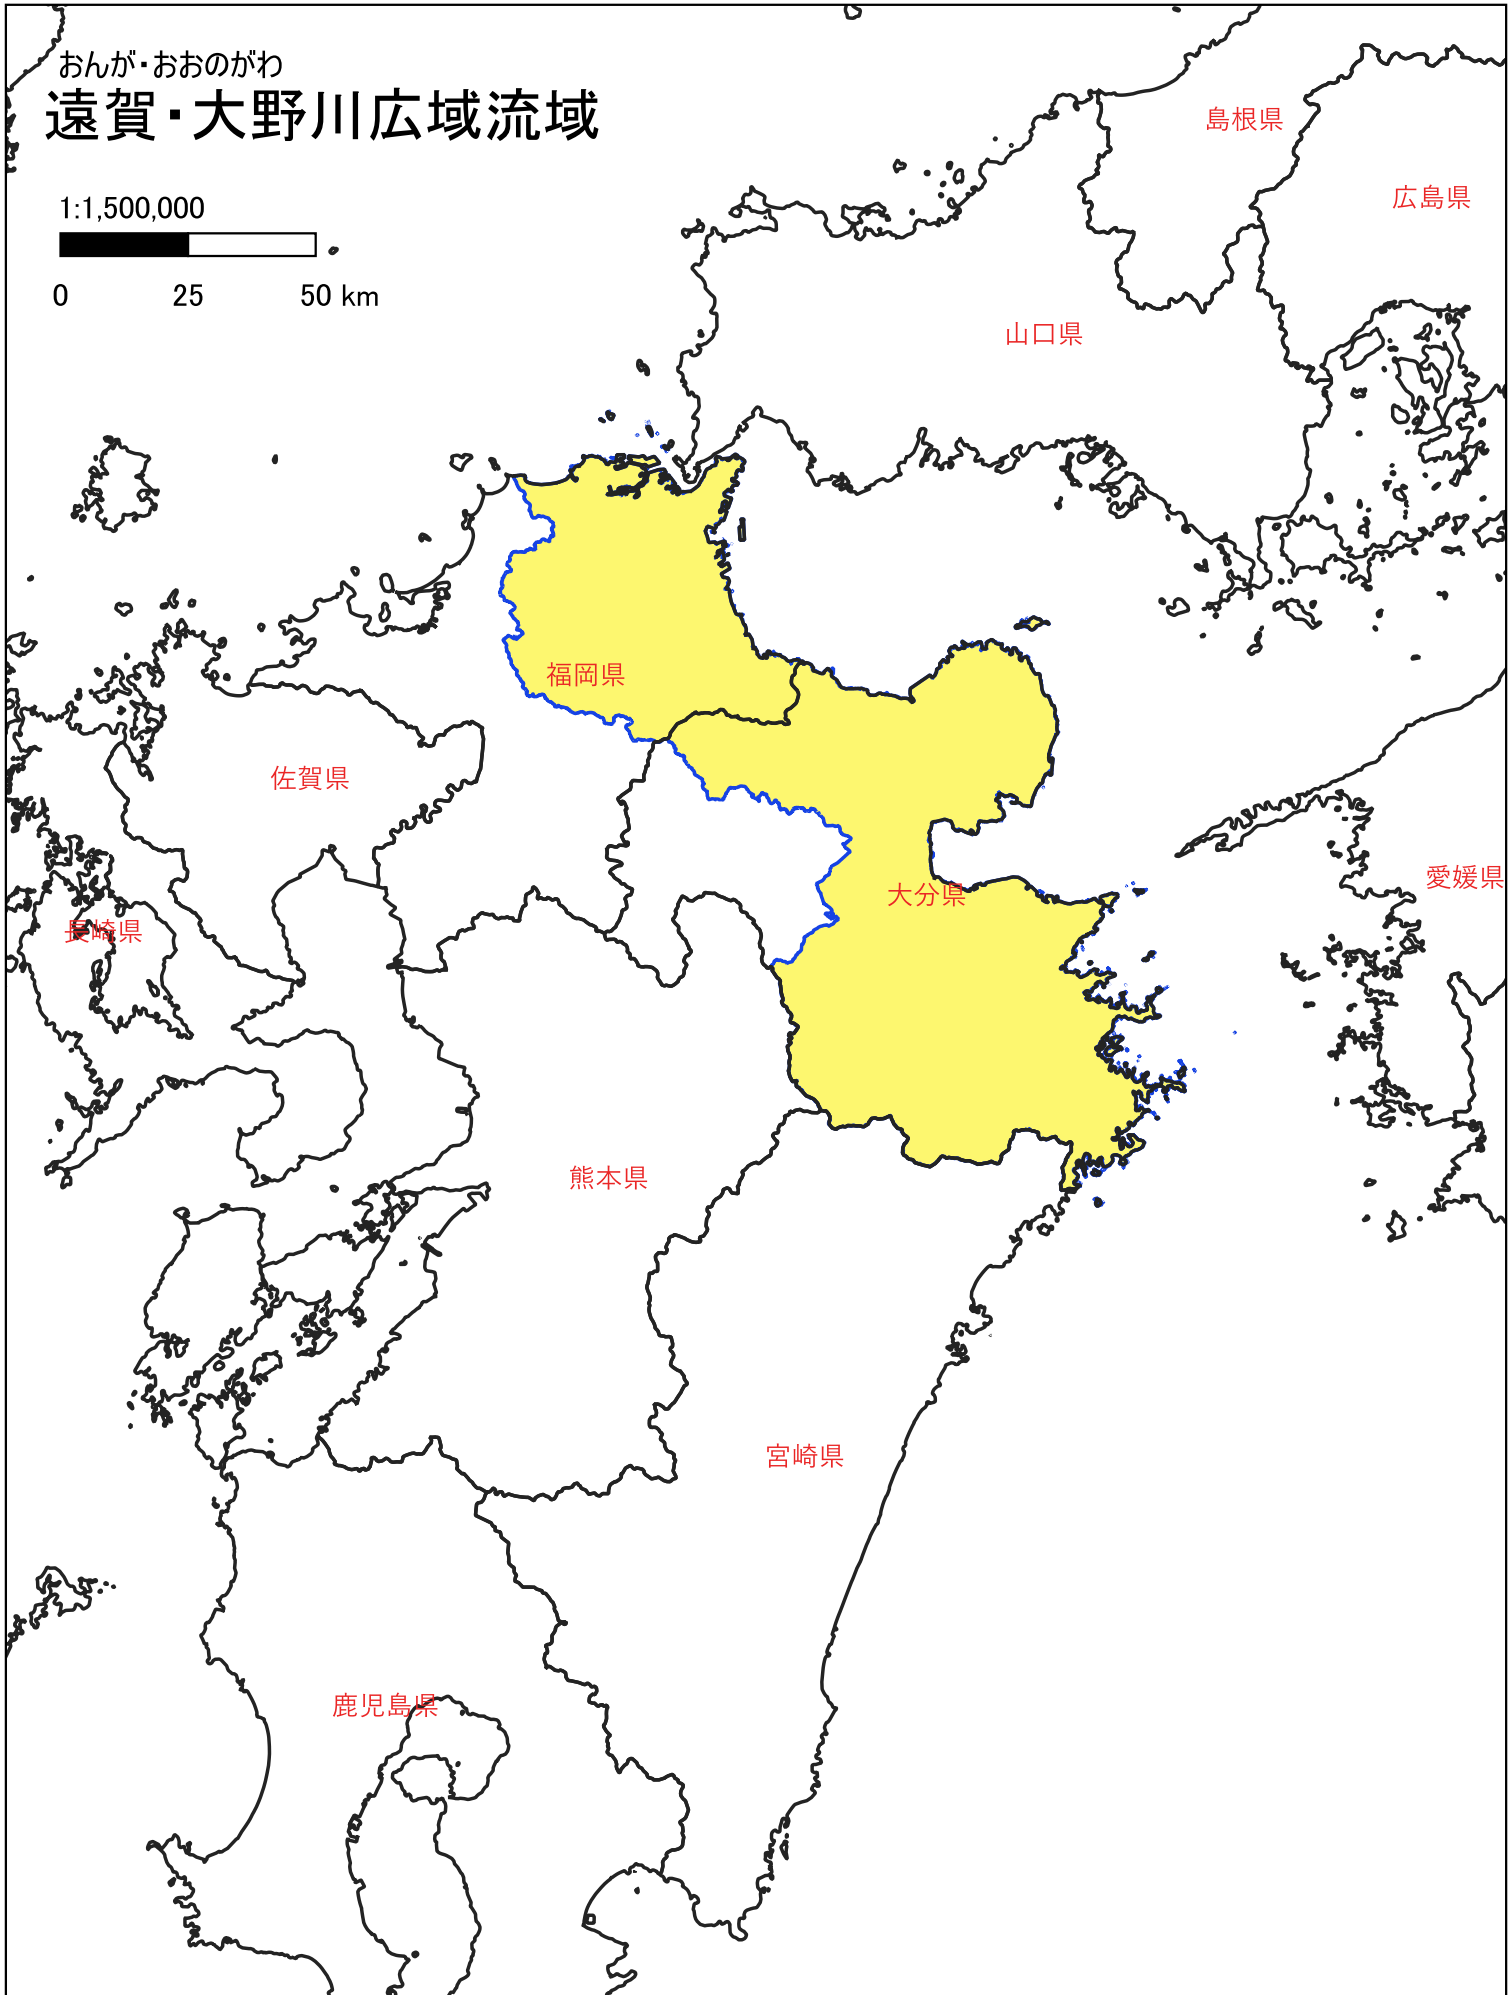 おんが・おおのがわ
遠賀・大野川広域流域
1:1,500,000
0 25 50 km
島根県
広島県
山口県
福岡県
佐賀県
愛媛県
大分県
長崎県
熊本県
宮崎県
鹿児島県